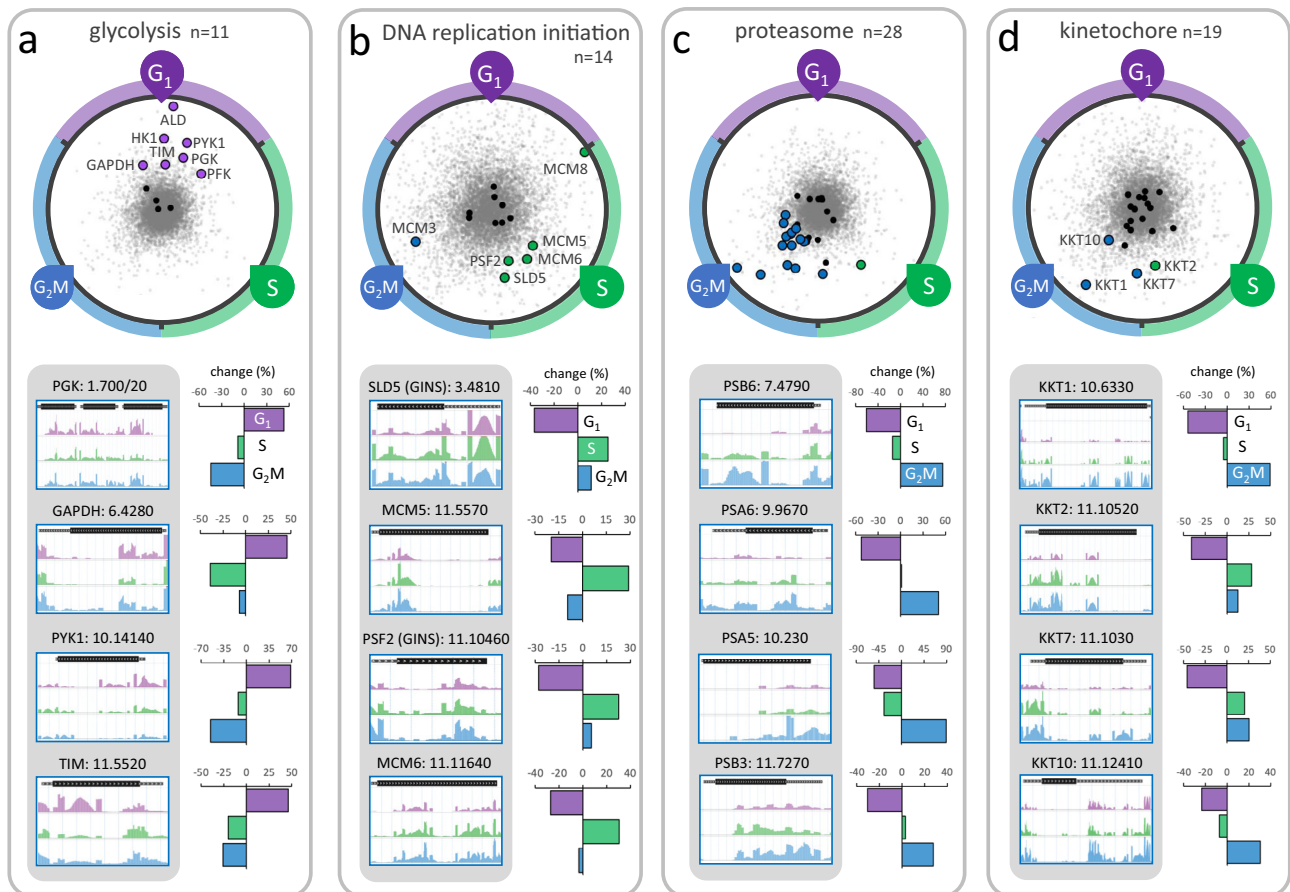 a
glycolysis n=11
G1
ALD
HK1
PYK1
TIM
PGK
GAPDH
PFK
G2M
S
PGK: 1.700/20
change (%)
-60 -30 0 30 60
G1
S
G2M
GAPDH: 6.4280
-50 -25 0 25 50
PYK1: 10.14140
-70 -35 0 35 70
TIM: 11.5520
-50 -25 0 25 50
b
DNA replication initiation
n=14
G1
MCM8
MCM3
MCM5
PSF2
MCM6
SLD5
G2M
S
SLD5 (GINS): 3.4810
change (%)
-40 -20 0 20 40
G1
S
G2M
MCM5: 11.5570
-30 -15 0 15 30
PSF2 (GINS): 11.10460
-30 -15 0 15 30
MCM6: 11.11640
-40 -20 0 20 40
c
proteasome n=28
G1
G2M
S
PSB6: 7.4790
change (%)
-80 -40 0 40 80
G1
S
G2M
PSA6: 9.9670
-60 -30 0 30 60
PSA5: 10.230
-90 -45 0 45 90
PSB3: 11.7270
-80 -40 0 40 80
d
kinetochore n=19
G1
KKT10
KKT2
KKT1
KKT7
G2M
S
KKT1: 10.6330
change (%)
-60 -30 0 30 60
G1
S
G2M
KKT2: 11.10520
-50 -25 0 25 50
KKT7: 11.1030
-50 -25 0 25 50
KKT10: 11.12410
-40 -20 0 20 40